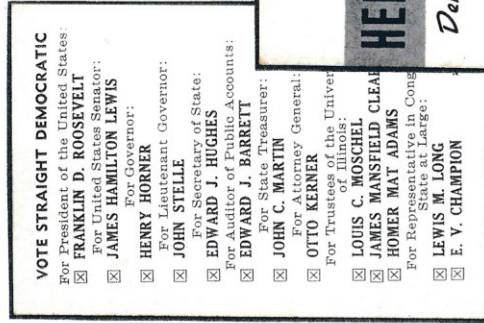 VOTE STRAIGHT DEMOCRATIC
For President of the United States:
☒ FRANKLIN D. ROOSEVELT
For United States Senator:
☒ JAMES HAMILTON LEWIS
For Governor:
☒ HENRY HORNER
For Lieutenant Governor:
☒ JOHN STELLE
For Secretary of State:
☒ EDWARD J. HUGHES
For Auditor of Public Accounts:
☒ EDWARD J. BARRETT
For State Treasurer:
☒ JOHN C. MARTIN
For Attorney General:
☒ OTTO KERNER
For Trustees of the Univer
of Illinois:
☒ LOUIS C. MOSCHEL
☒ JAMES MANSFIELD CLEAR
☒ HOMER MAT ADAMS
For Representative in Cong
State at Large:
☒ LEWIS M. LONG
☒ E. V. CHAMPION
HE
De